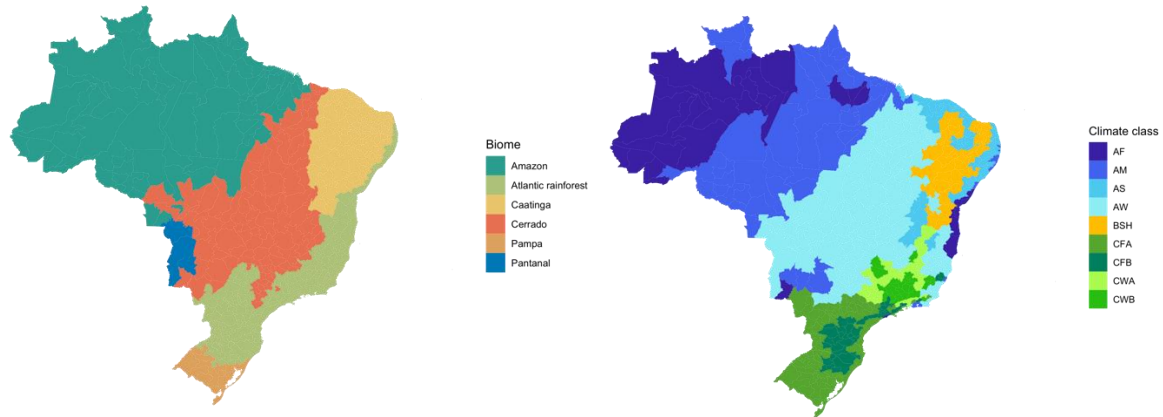 Biome
Amazon
Atlantic rainforest
Caatinga
Cerrado
Pampa
Pantanal
Climate class
AF
AM
AS
AW
BSH
CFA
CFB
CWA
CWB